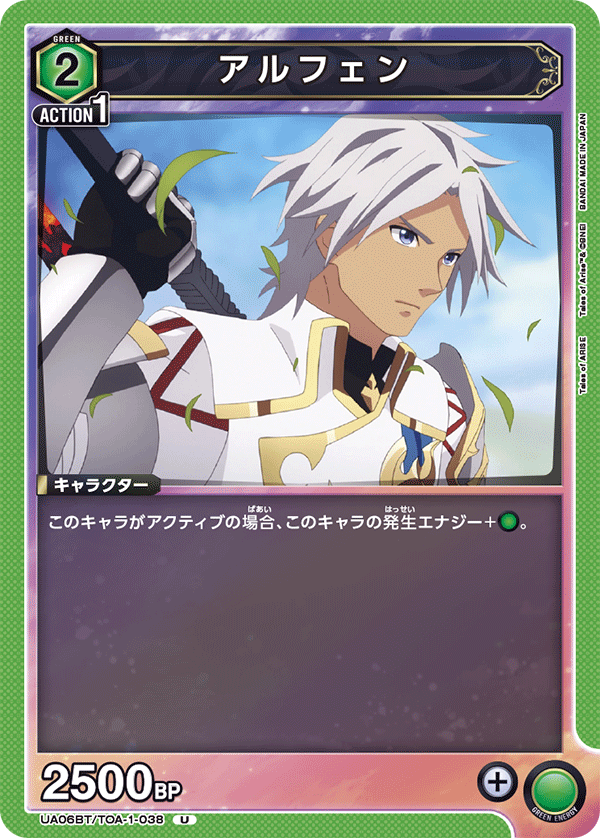 GREEN
2
アルフェン
ACTION 1
BANDAI MADE IN JAPAN
Tales of Arise™& ©BNEI
Tales of ARISE
キャラクター
ばあい はっせい
このキャラがアクティブの場合、このキャラの発生エナジー+。
2500BP
+
GREEN ENERGY
UA06BT/TOA-1-038 U